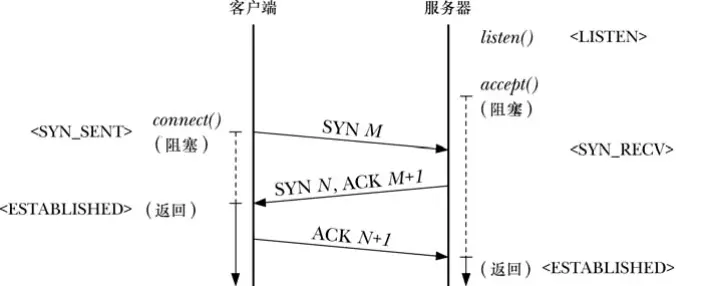 客户端 服务器
listen() <LISTEN>
accept()
(阻塞)
<SYN_SENT> connect() SYN M
(阻塞)
<SYN_RECV>
SYN N, ACK M+1
<ESTABLISHED> (返回)
ACK N+1
(返回) <ESTABLISHED>